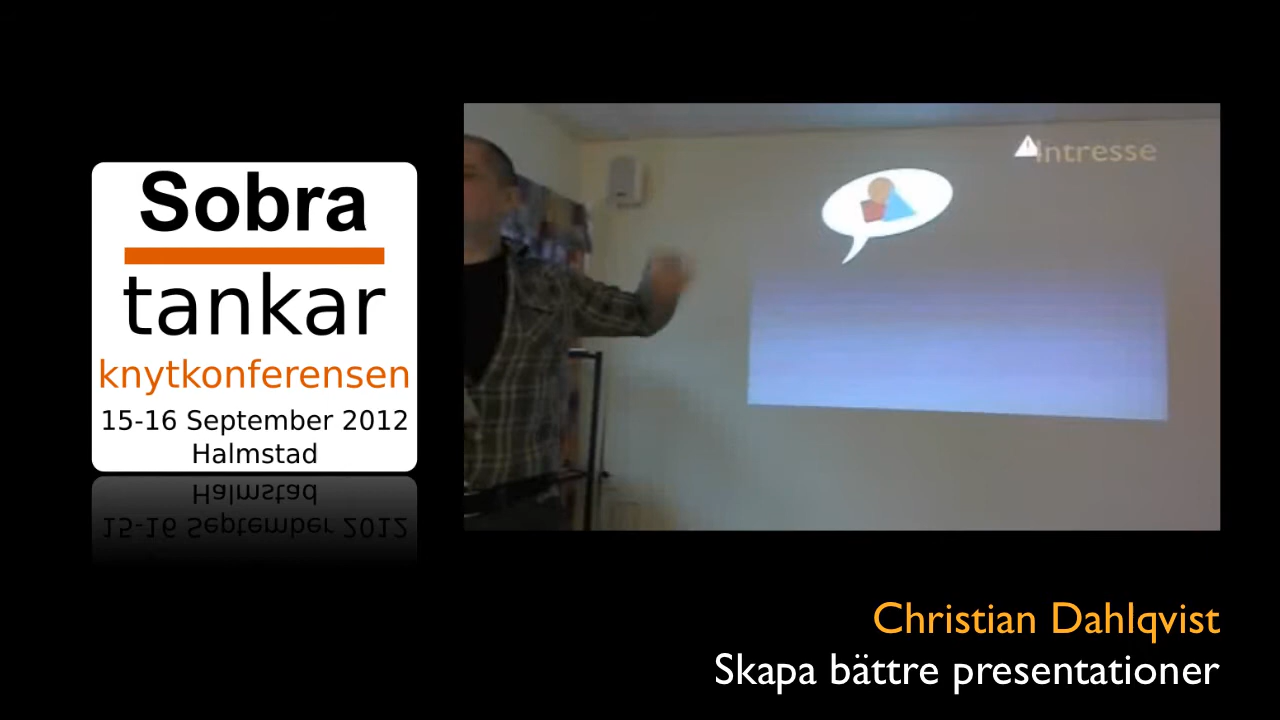 Sobra
tankar
knytkonferensen
15-16 September 2012
Halmstad
Intresse
Christian Dahlqvist
Skapa bättre presentationer